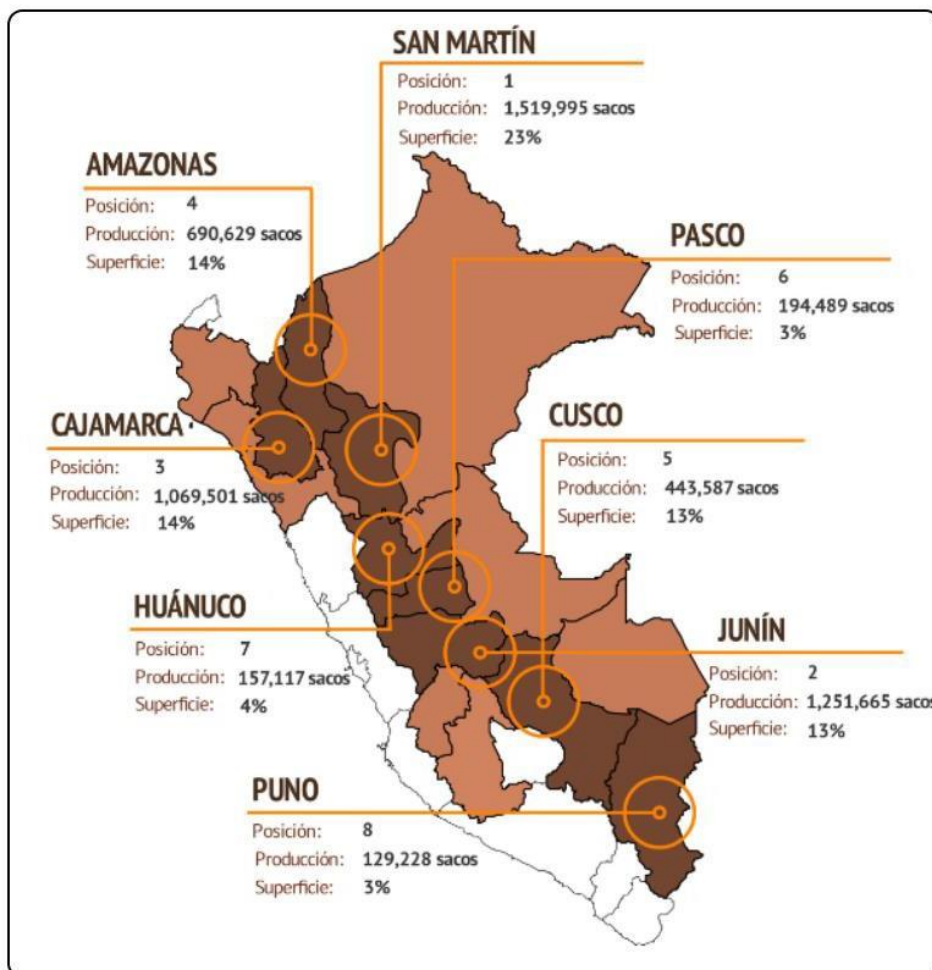 SAN MARTÍN
Posición: 1
Producción: 1,519,995 sacos
Superficie: 23%
AMAZONAS
Posición: 4
Producción: 690,629 sacos
Superficie: 14%
PASCO
Posición: 6
Producción: 194,489 sacos
Superficie: 3%
CAJAMARCA
Posición: 3
Producción: 1,069,501 sacos
Superficie: 14%
CUSCO
Posición: 5
Producción: 443,587 sacos
Superficie: 13%
HUÁNUCO
Posición: 7
Producción: 157,117 sacos
Superficie: 4%
JUNÍN
Posición: 2
Producción: 1,251,665 sacos
Superficie: 13%
PUNO
Posición: 8
Producción: 129,228 sacos
Superficie: 3%